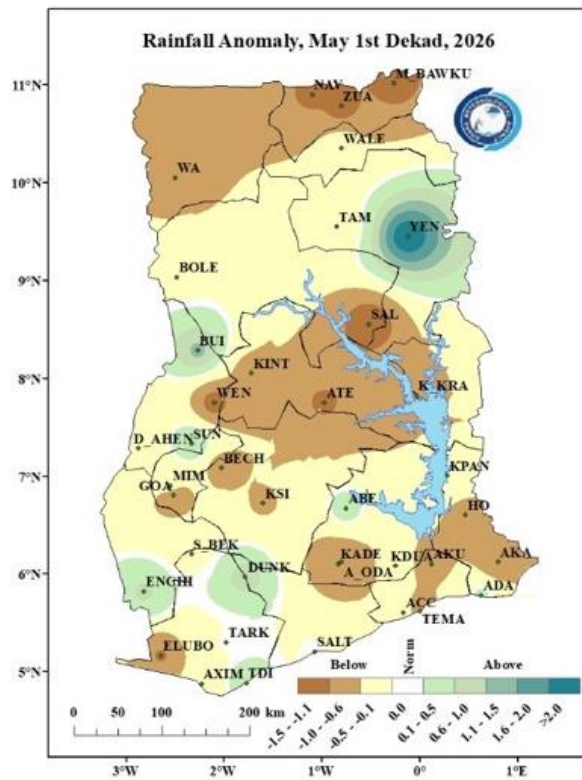 Rainfall Anomaly, May 1st Dekad, 2026
11°N
10°N
9°N
8°N
7°N
6°N
5°N
M_BAWKU
NAV
ZUA
WALE
WA
TAM
YEN
BOLE
SAL
BUI
KINT
K_KRA
WEN
ATE
D_AHEN
SUN
BECH
KPAN
MIM
GOA
KSI
ABE
HO
S_BEK
KADE
KDUA
AKU
AKA
DUNK
A_ODA
ENCHI
ADA
ACC
TEMA
TARK
SALT
ELUBO
AXIM
TDI
Below
Norm
Above
-1.5 - -1.1
-1.0 - -0.6
-0.5 - -0.1
0.0
0.1 - 0.5
0.6 - 1.0
1.1 - 1.5
1.6 - 2.0
>2.0
0 50 100 200 km
3°W 2°W 1°W 0° 1°E